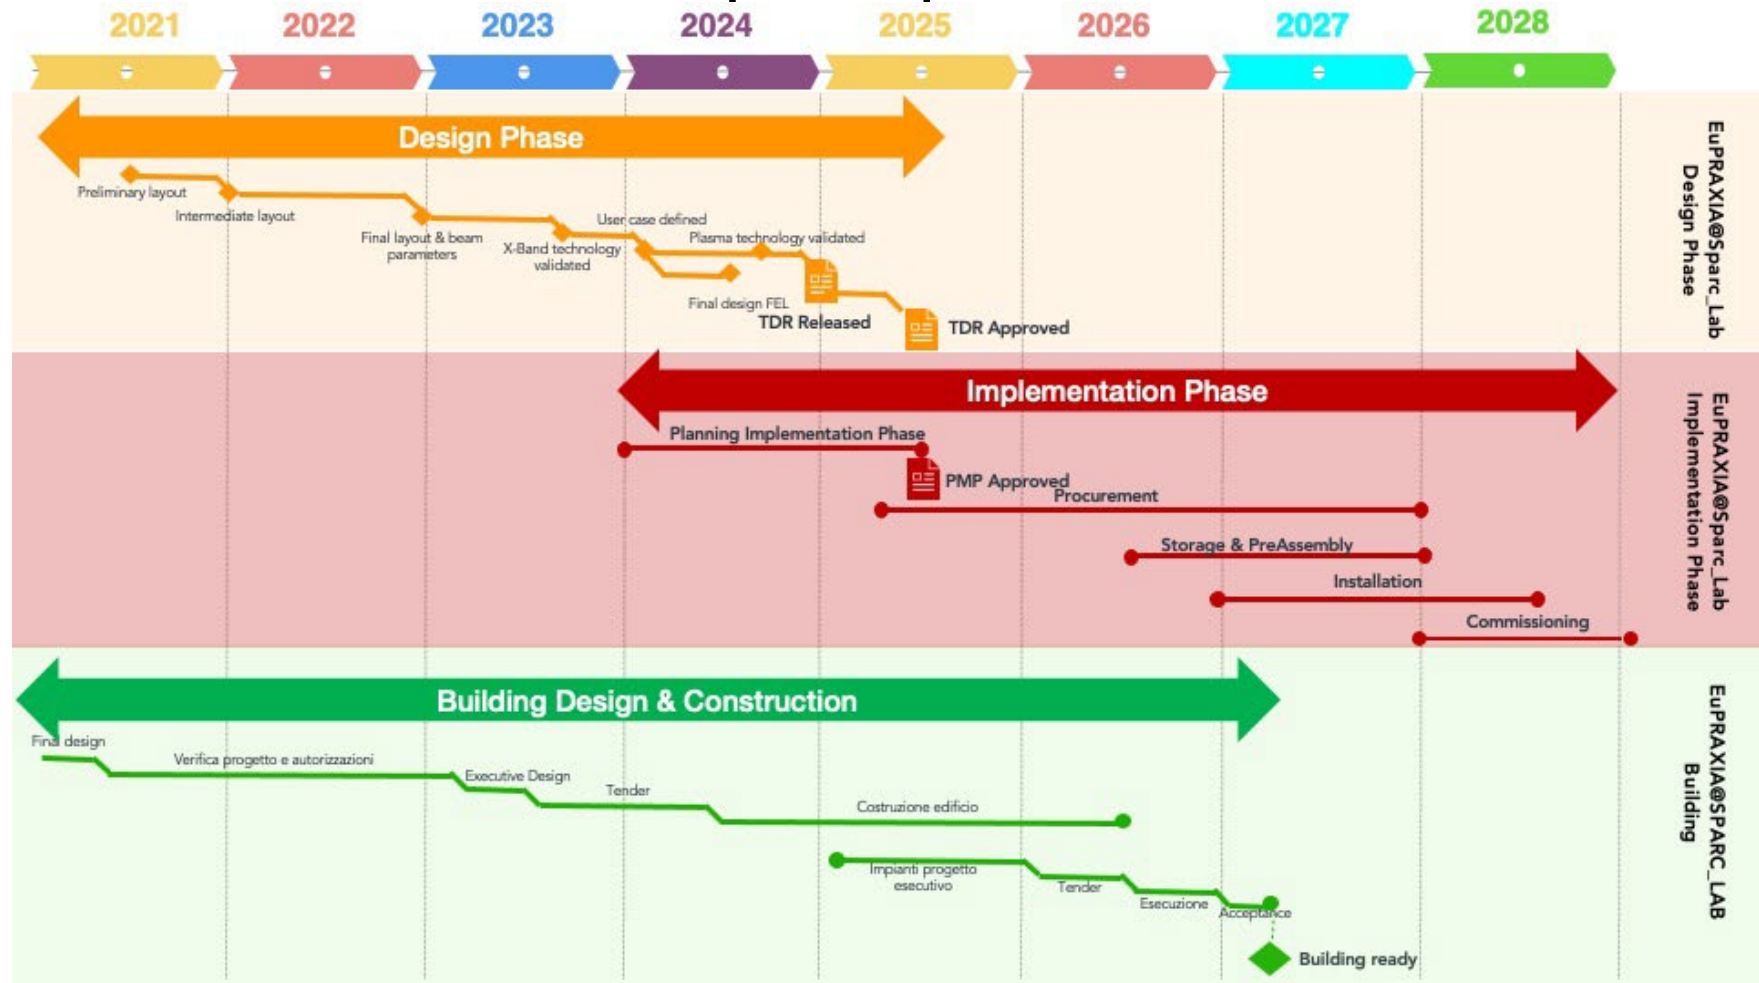 2021 2022 2023 2024 2025 2026 2027 2028
Design Phase
Preliminary layout
Intermediate layout
Final layout & beam
parameters
X-Band technology
validated
User case defined
Plasma technology validated
Final design FEL
TDR Released
TDR Approved
EuPRAXIA@Sparc_Lab
Design Phase
Implementation Phase
Planning Implementation Phase
PMP Approved
Procurement
Storage & PreAssembly
Installation
Commissioning
EuPRAXIA@Sparc_Lab
Implementation Phase
Building Design & Construction
Final design
Verifica progetto e autorizzazioni
Executive Design
Tender
Costruzione edificio
Impianti progetto
esecutivo
Tender
Esecuzione
Acceptance
Building ready
EuPRAXIA@SPARC_LAB
Building